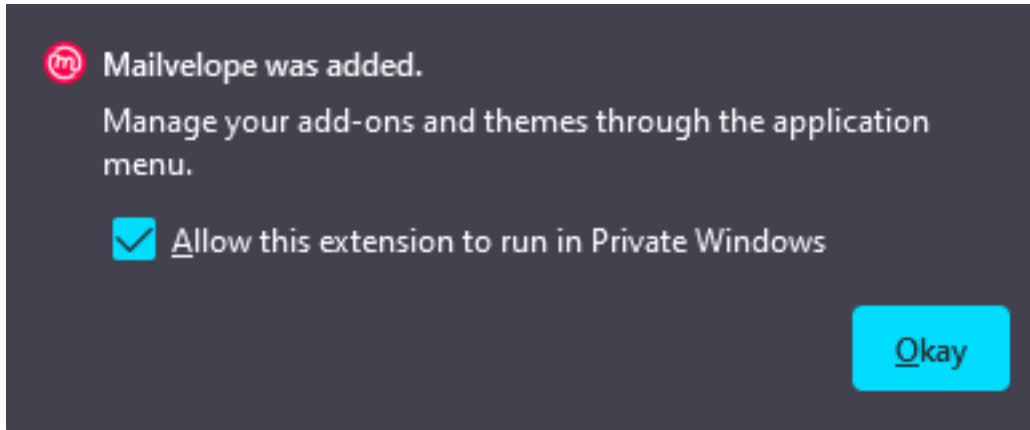 Mailvelope was added.
Manage your add-ons and themes through the application
menu.
Allow this extension to run in Private Windows
Okay